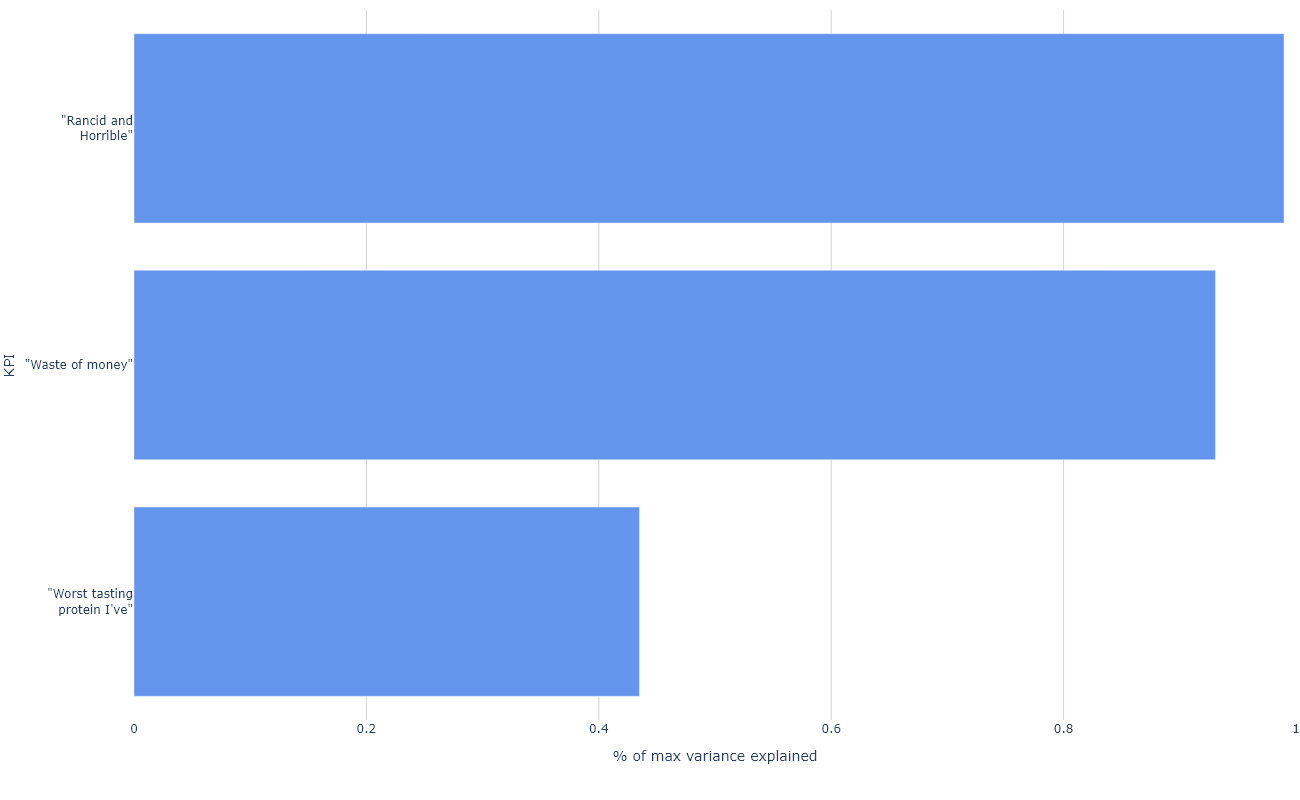 "Rancid and
Horrible"
KPI
"Waste of money"
"Worst tasting
protein I've"
0
0.2
0.4
0.6
0.8
1
% of max variance explained